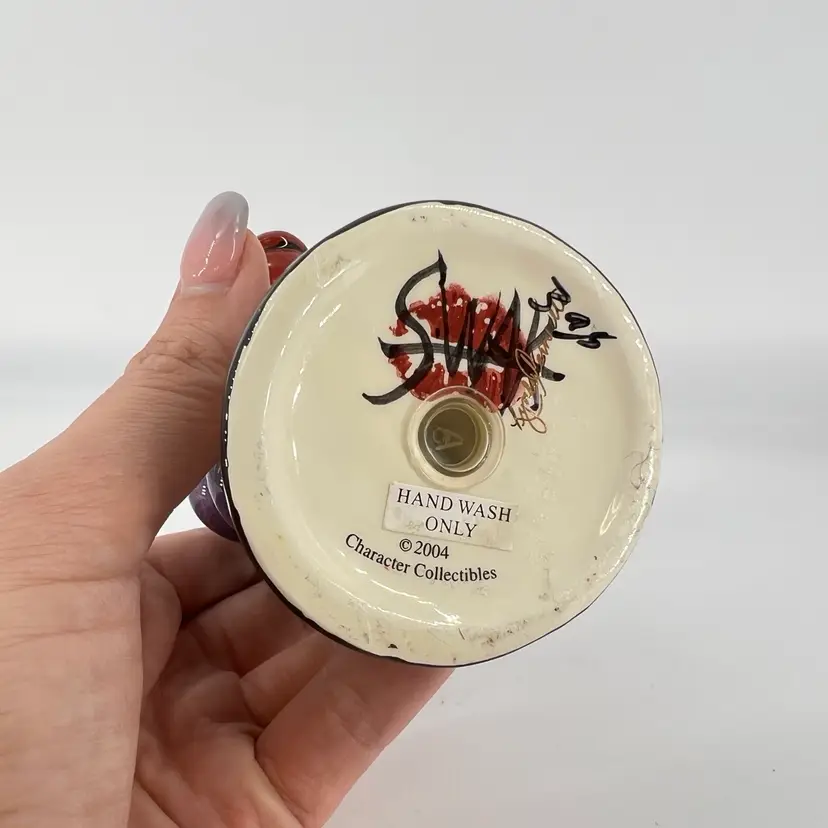 SWAK
HAND WASH
ONLY
©2004
Character Collectibles